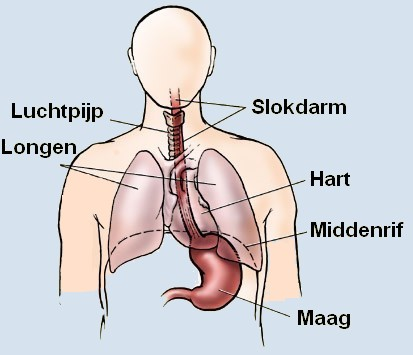 Luchtpijp
Slokdarm
Longen
Hart
Middenrif
Maag